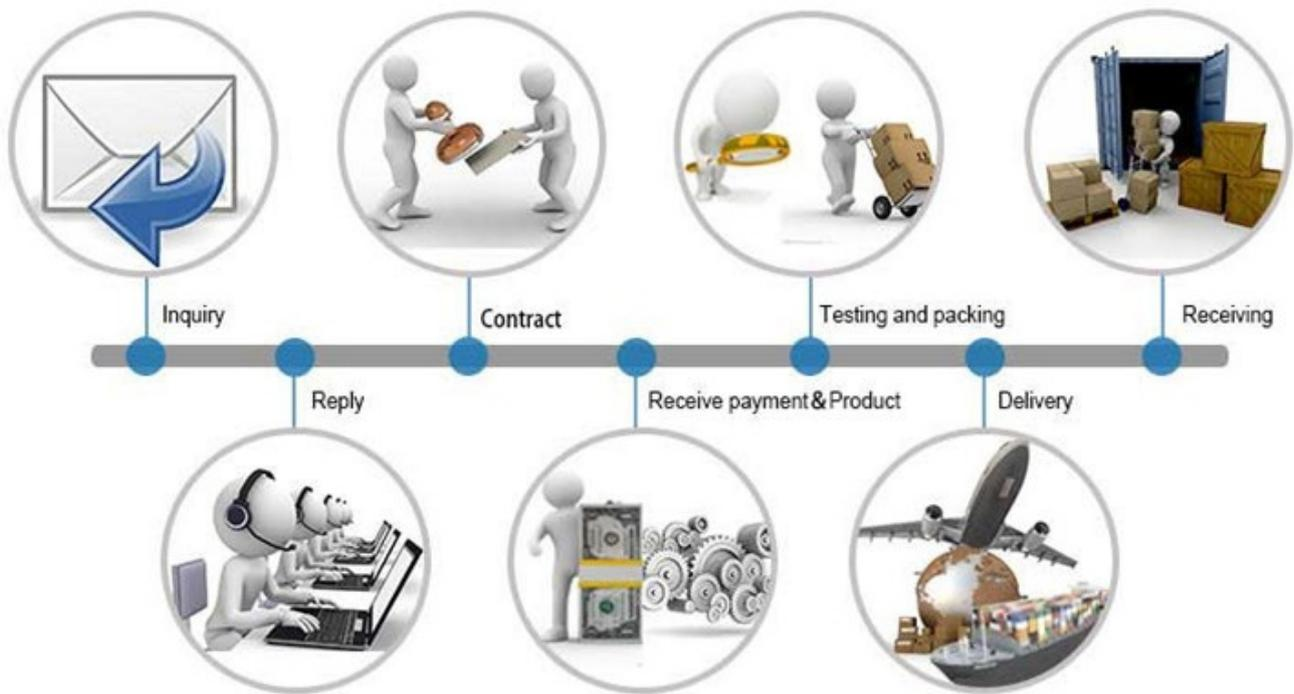 Inquiry
Contract
Testing and packing
Receiving
Reply
Receive payment&Product
Delivery